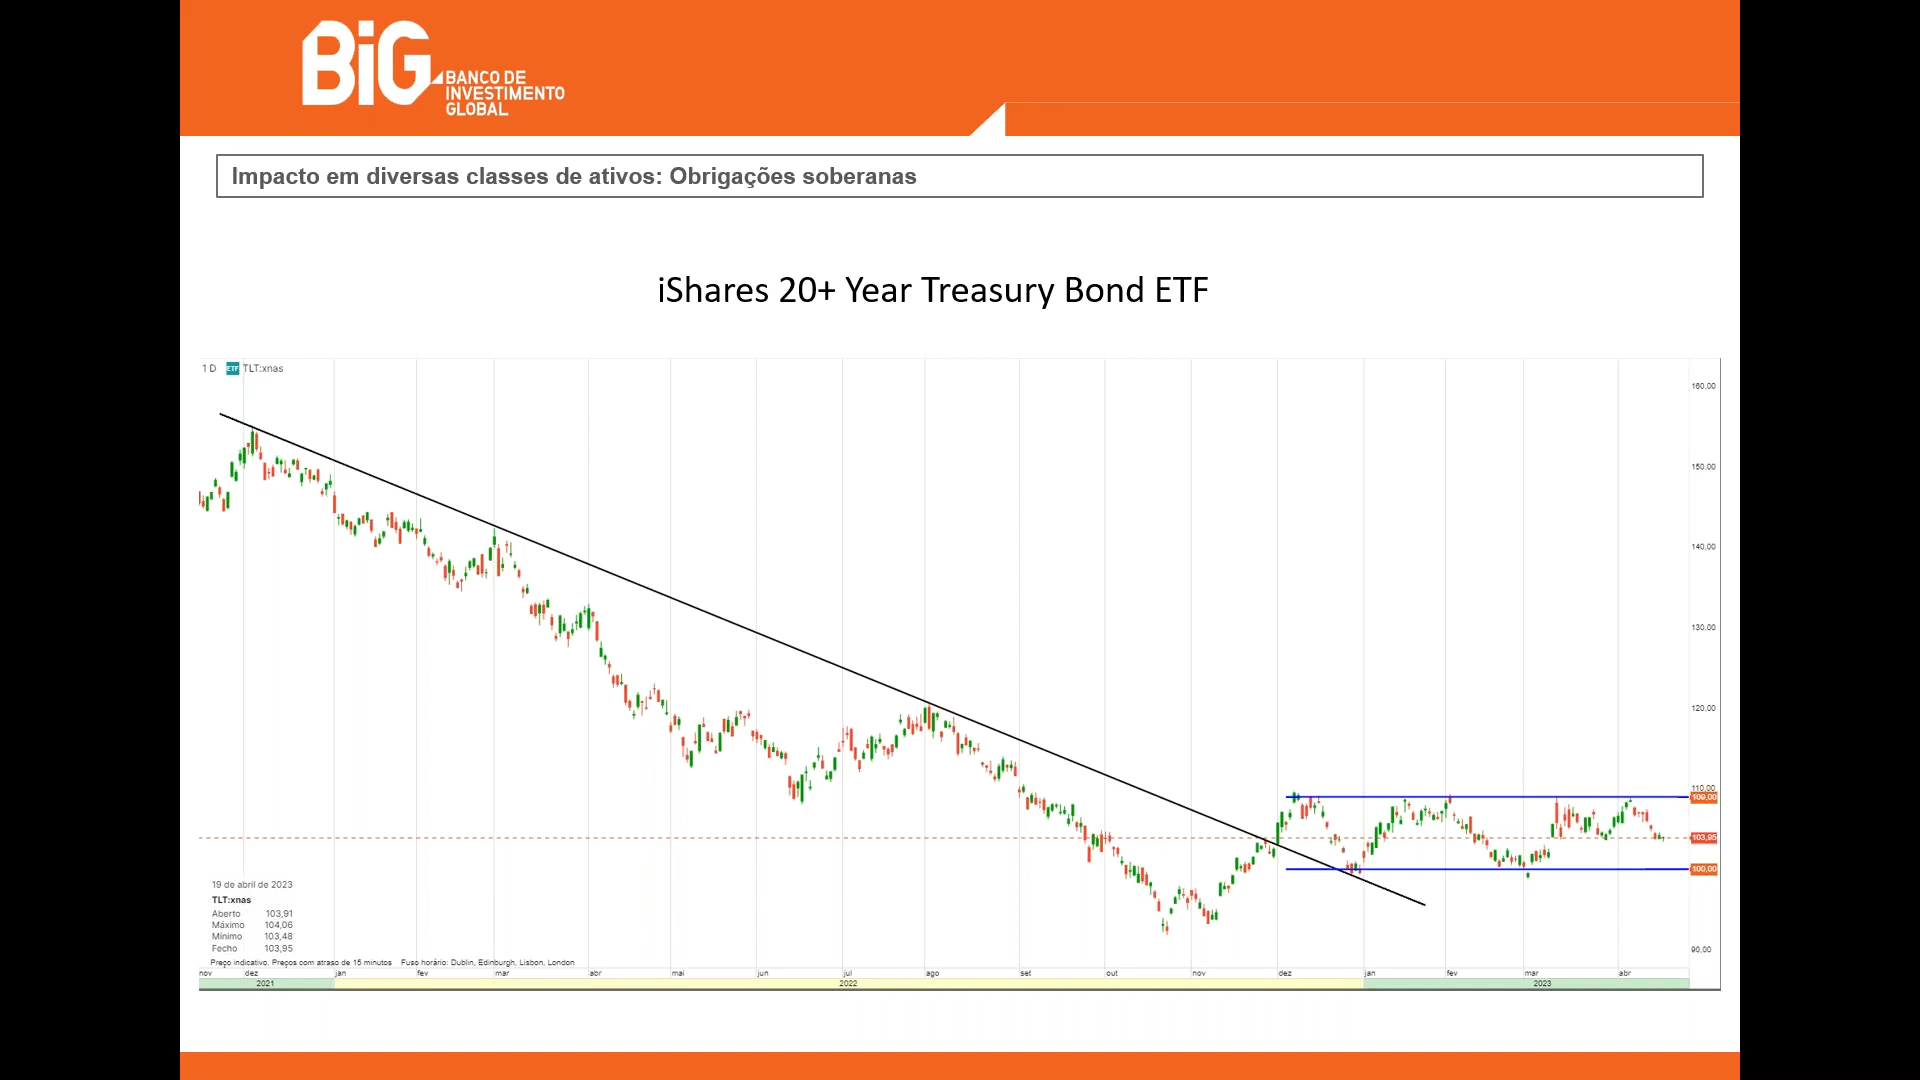 BiG
BANCO DE
INVESTIMENTO
GLOBAL
Impacto em diversas classes de ativos: Obrigações soberanas
iShares 20+ Year Treasury Bond ETF
1 D ETF TLT:xnas
160,00
150,00
140,00
130,00
120,00
110,00
109,00
103,95
100,00
90,00
19 de abril de 2023
TLT:xnas
Aberto 103,91
Máximo 104,06
Mínimo 103,48
Fecho 103,95
Preço indicativo. Preços com atraso de 15 minutos Fuso horário: Dublin, Edinburgh, Lisbon, London
nov dez jan fev mar abr mai jun jul ago set out nov dez jan fev mar abr
2021 2022 2023